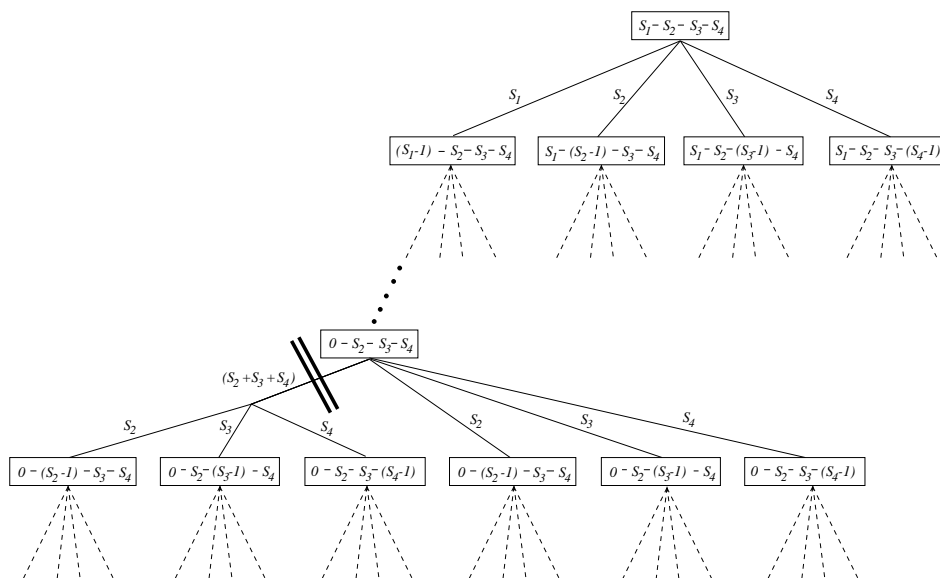 S₁ - S₂ - S₃ - S₄
S₁ S₂ S₃ S₄
(S₁-1) - S₂ - S₃ - S₄ S₁ - (S₂-1) - S₃ - S₄ S₁ - S₂ - (S₃-1) - S₄ S₁ - S₂ - S₃ - (S₄-1)
0 - S₂ - S₃ - S₄
(S₂+S₃+S₄)
S₂ S₃ S₄ S₂ S₃ S₄
0 - (S₂-1) - S₃ - S₄ 0 - S₂ - (S₃-1) - S₄ 0 - S₂ - S₃ - (S₄-1) 0 - (S₂-1) - S₃ - S₄ 0 - S₂ - (S₃-1) - S₄ 0 - S₂ - S₃ - (S₄-1)